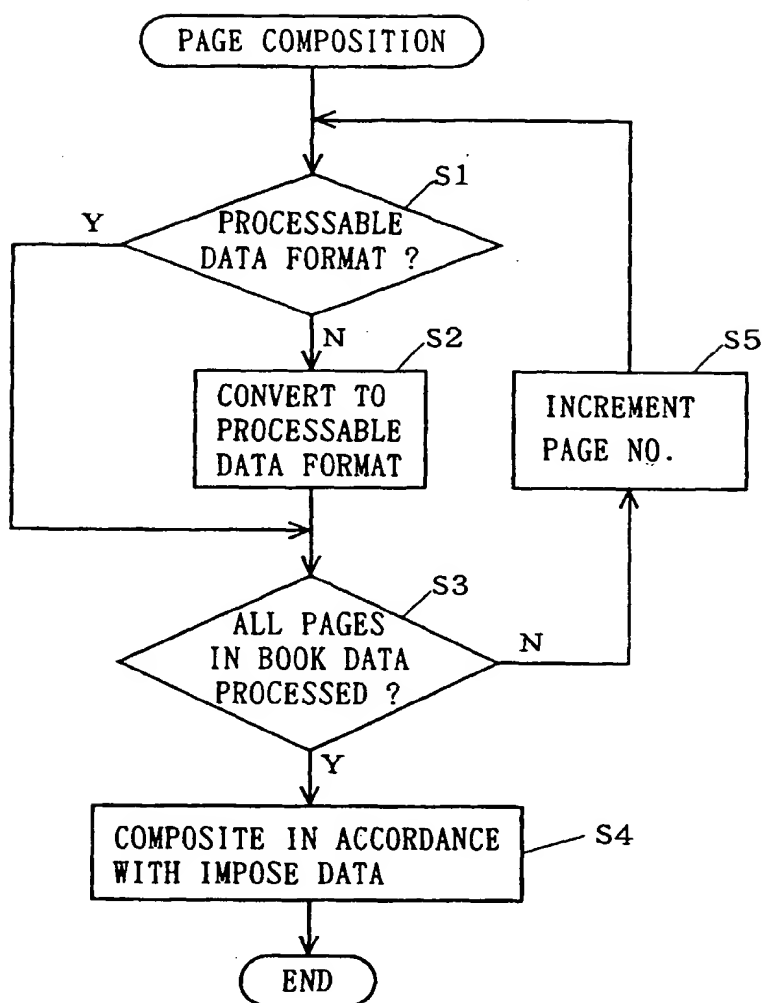 PAGE COMPOSITION
S1
Y
PROCESSABLE
DATA FORMAT ?
N
S2
S5
CONVERT TO
PROCESSABLE
DATA FORMAT
INCREMENT
PAGE NO.
S3
ALL PAGES
IN BOOK DATA
PROCESSED ?
N
Y
COMPOSITE IN ACCORDANCE
WITH IMPOSE DATA
S4
END